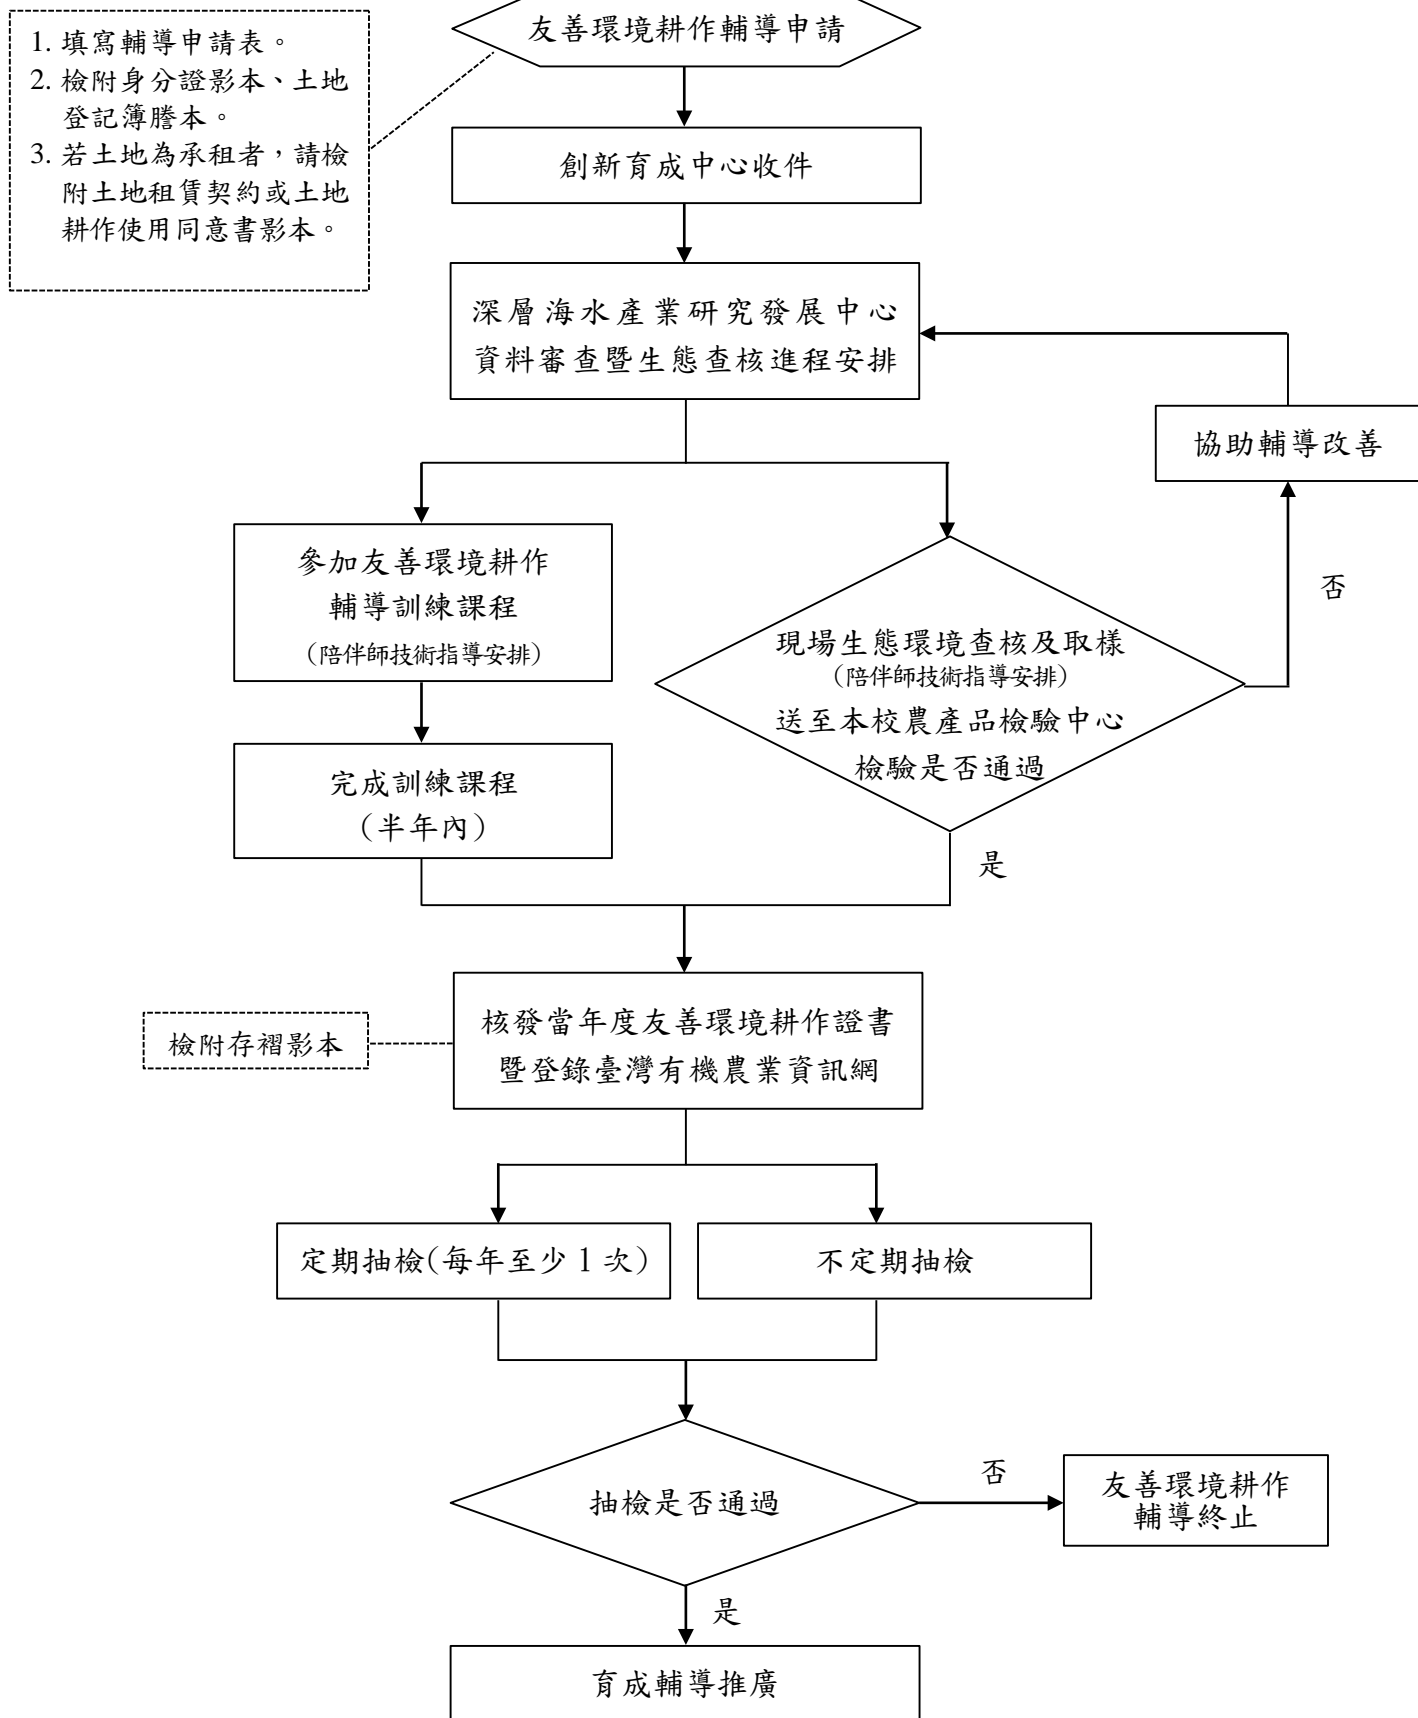 友善環境耕作輔導申請
1. 填寫輔導申請表。
2. 檢附身分證影本、土地
登記簿謄本。
3. 若土地為承租者，請檢
附土地租賃契約或土地
耕作使用同意書影本。
創新育成中心收件
深層海水產業研究發展中心
資料審查暨生態查核進程安排
協助輔導改善
否
參加友善環境耕作
輔導訓練課程
（陪伴師技術指導安排）
現場生態環境查核及取樣
（陪伴師技術指導安排）
送至本校農產品檢驗中心
檢驗是否通過
完成訓練課程
（半年內）
是
核發當年度友善環境耕作證書
暨登錄臺灣有機農業資訊網
檢附存褶影本
定期抽檢(每年至少 1 次)
不定期抽檢
抽檢是否通過
否
友善環境耕作
輔導終止
是
育成輔導推廣